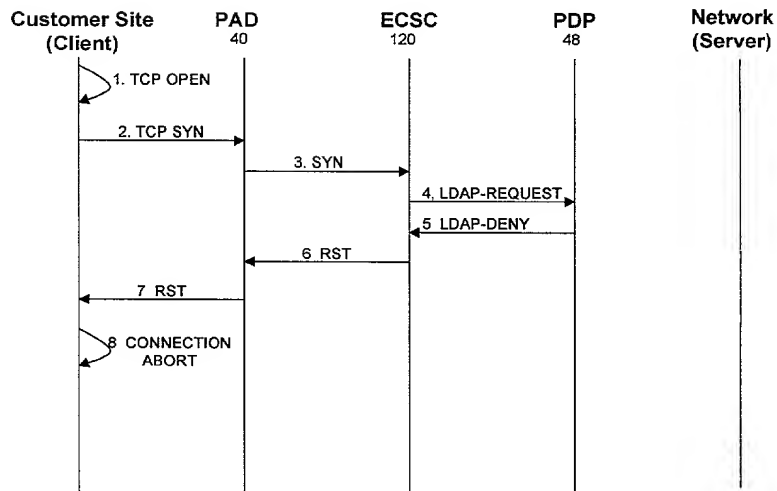 Customer Site
(Client)
PAD
40
ECSC
120
PDP
48
Network
(Server)
1. TCP OPEN
2. TCP SYN
3. SYN
4. LDAP-REQUEST
5 LDAP-DENY
6 RST
7 RST
8 CONNECTION
ABORT